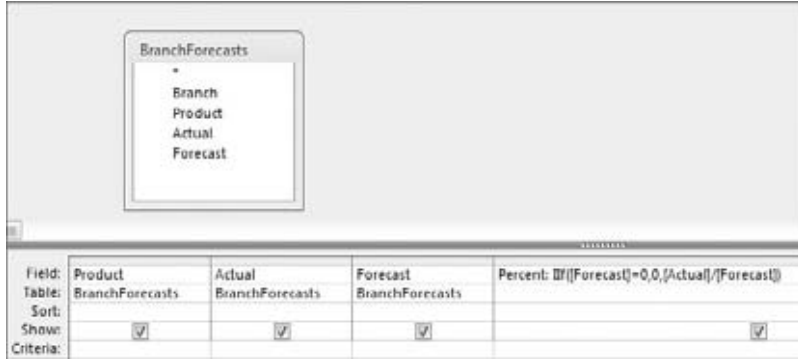 BranchForecasts
*
Branch
Product
Actual
Forecast
Field: Product Actual Forecast Percent: IIf([Forecast]=0,0,[Actual]/[Forecast])
Table: BranchForecasts BranchForecasts BranchForecasts
Sort:
Show:
Criteria: